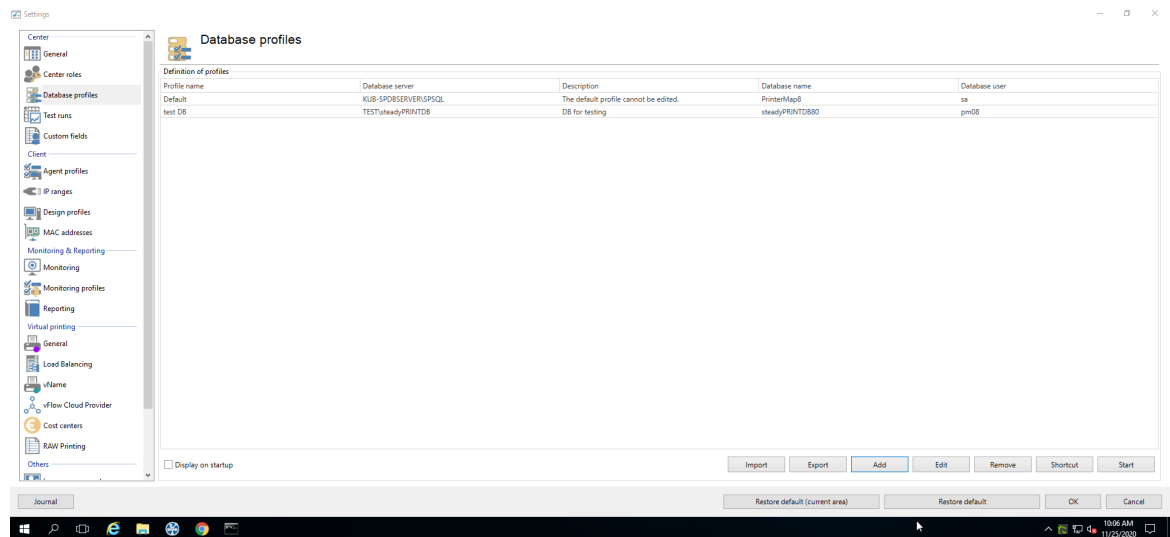 Settings
Center
General
Center roles
Database profiles
Test runs
Custom fields
Client
Agent profiles
IP ranges
Design profiles
MAC addresses
Monitoring & Reporting
Monitoring
Monitoring profiles
Reporting
Virtual printing
General
Load Balancing
vName
vFlow Cloud Provider
Cost centers
RAW Printing
Others
Database profiles
Definition of profiles
Profile name Database server Description Database name Database user
Default KUB-SPDBSERVER\SPSQL The default profile cannot be edited. PrinterMap8 sa
test DB TEST\steadyPRINTDB DB for testing steadyPRINTDB80 pm08
Display on startup Import Export Add Edit Remove Shortcut Start
Journal Restore default (current area) Restore default OK Cancel
10:06 AM
11/25/2020